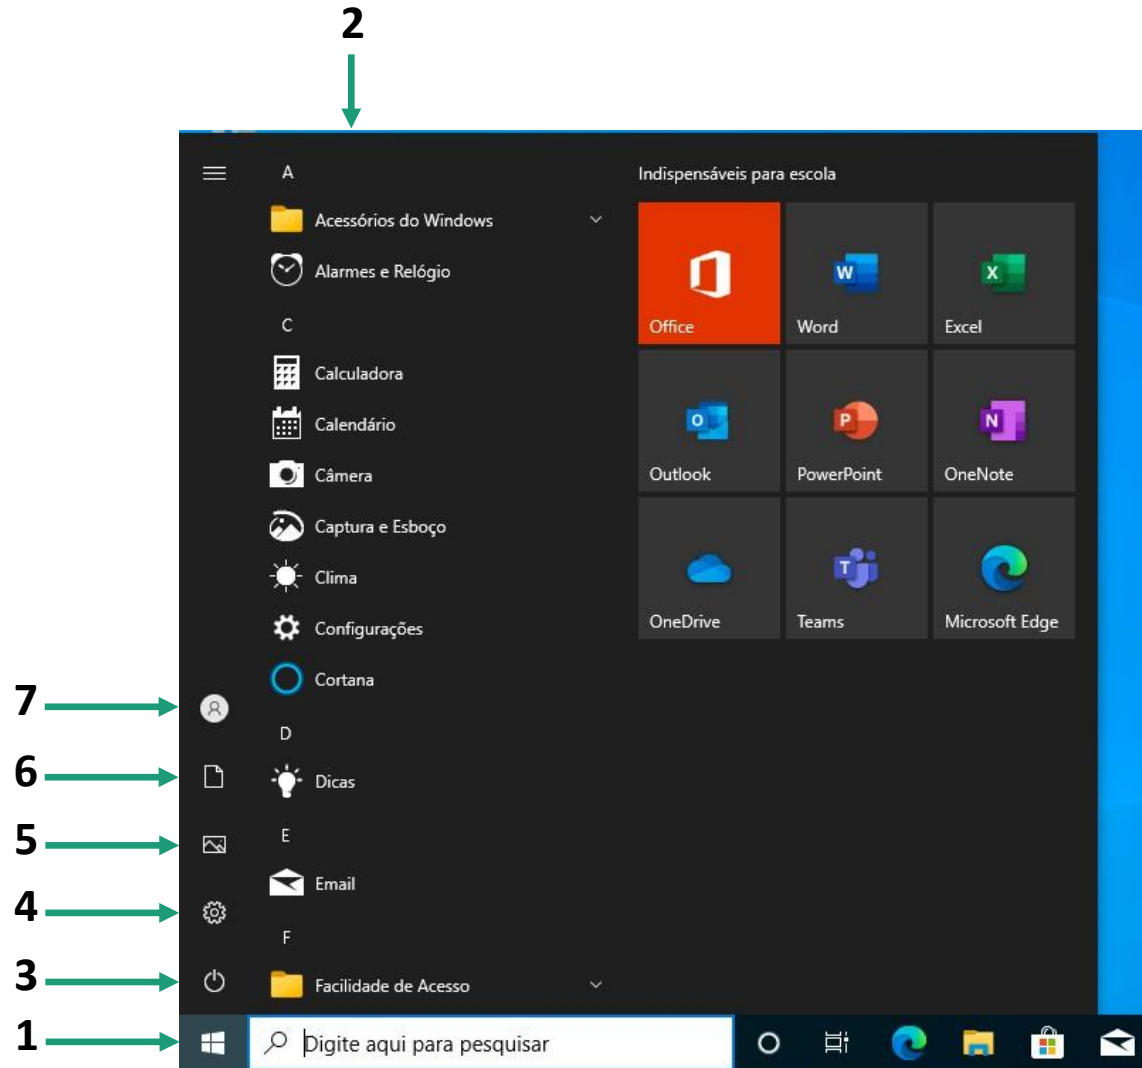 2
A
Indispensáveis para escola
Acessórios do Windows
Alarmes e Relógio
Office
Word
Excel
C
Calculadora
Calendário
Câmera
Outlook
PowerPoint
OneNote
Captura e Esboço
Clima
Configurações
OneDrive
Teams
Microsoft Edge
Cortana
7
D
6
Dicas
5
E
Email
4
F
3
Facilidade de Acesso
1
Digite aqui para pesquisar